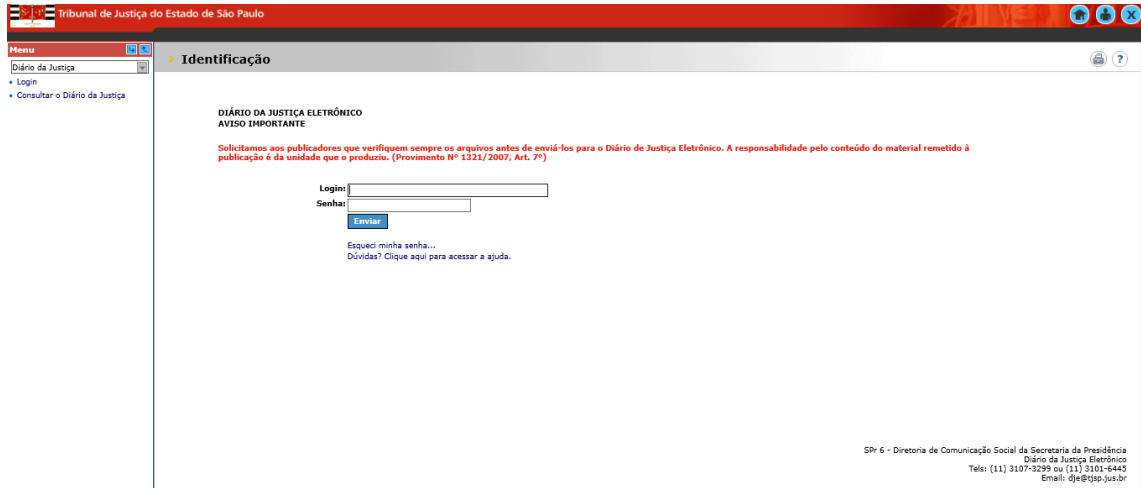 Tribunal de Justiça do Estado de São Paulo
Menu
Diário da Justiça
Login
Consultar o Diário da Justiça
Identificação
?
DIÁRIO DA JUSTIÇA ELETRÔNICO
AVISO IMPORTANTE
Solicitamos aos publicadores que verifiquem sempre os arquivos antes de enviá-los para o Diário de Justiça Eletrônico. A responsabilidade pelo conteúdo do material remetido à
publicação é da unidade que o produziu. (Provimento Nº 1321/2007, Art. 7º)
Login:
Senha:
Enviar
Esqueci minha senha...
Dúvidas? Clique aqui para acessar a ajuda.
SPr 6 - Diretoria de Comunicação Social da Secretaria da Presidência
Diário da Justiça Eletrônico
Tels: (11) 3107-3299 ou (11) 3101-6445
Email: dje@tjsp.jus.br